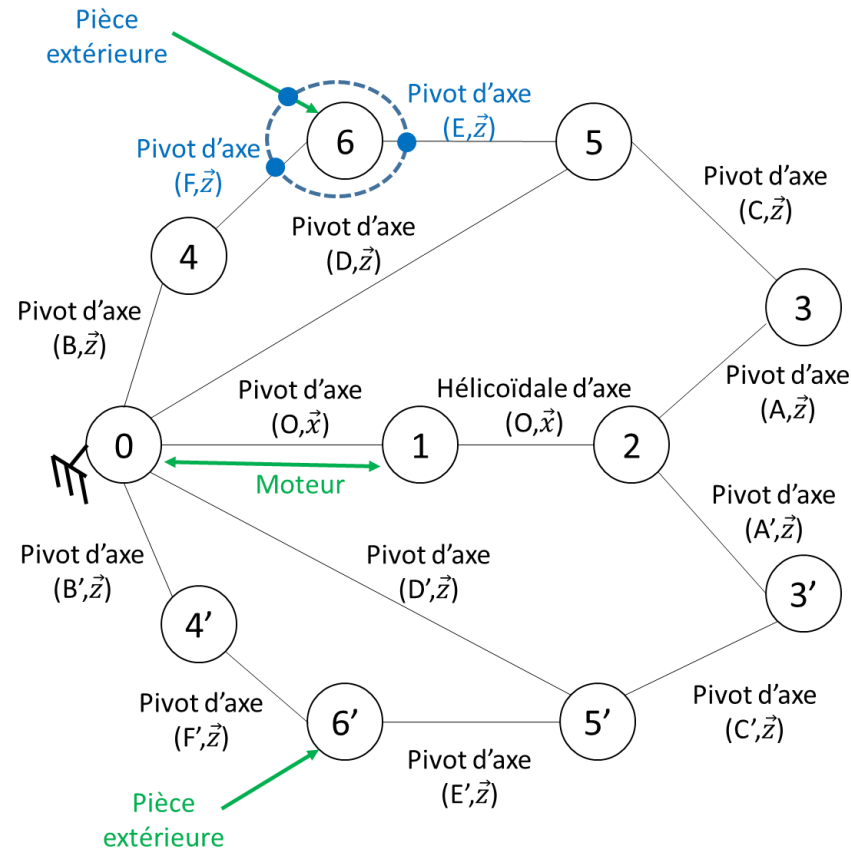 Pièce
extérieure
Pivot d'axe
(E,z⃗)
6
5
Pivot d'axe
(F,z⃗)
Pivot d'axe
(C,z⃗)
Pivot d'axe
(D,z⃗)
4
3
Pivot d'axe
(B,z⃗)
Pivot d'axe
(A,z⃗)
Pivot d'axe
(O,x⃗)
Hélicoïdale d'axe
(O,x⃗)
0
1
2
Moteur
Pivot d'axe
(A',z⃗)
Pivot d'axe
(B',z⃗)
Pivot d'axe
(D',z⃗)
3'
4'
Pivot d'axe
(F',z⃗)
6'
5'
Pivot d'axe
(C',z⃗)
Pivot d'axe
(E',z⃗)
Pièce
extérieure